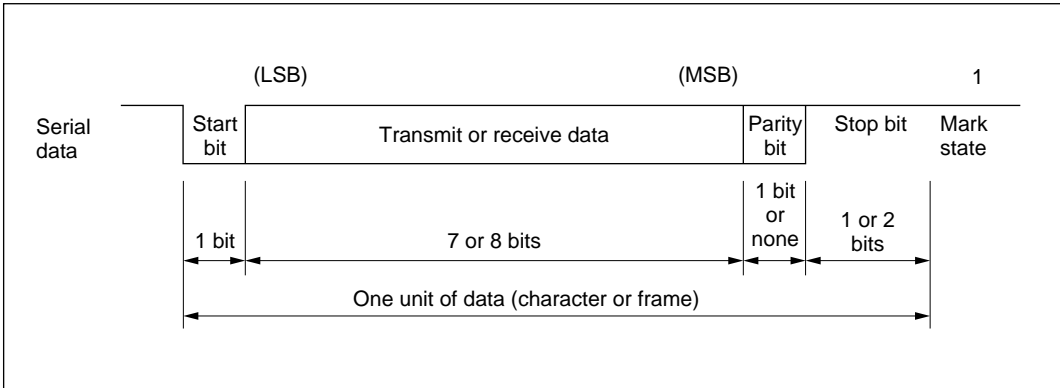 (LSB)
(MSB)
1
Serial
data
Start
bit
Transmit or receive data
Parity
bit
Stop bit
Mark
state
1 bit
7 or 8 bits
1 bit
or
none
1 or 2
bits
One unit of data (character or frame)